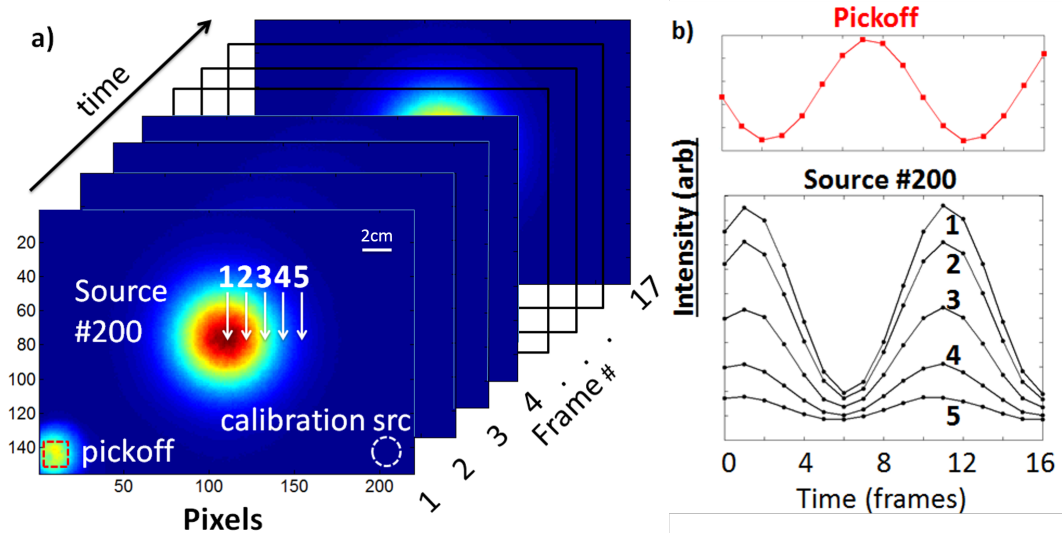 a)
time
20
40
60
80
100
120
140
2cm
12345
Source
#200
calibration src
pickoff
50
100
150
200
Pixels
1
2
3
4
.
.
.
17
Frame #
b)
Pickoff
Intensity (arb)
Source #200
1
2
3
4
5
0
4
8
12
16
Time (frames)